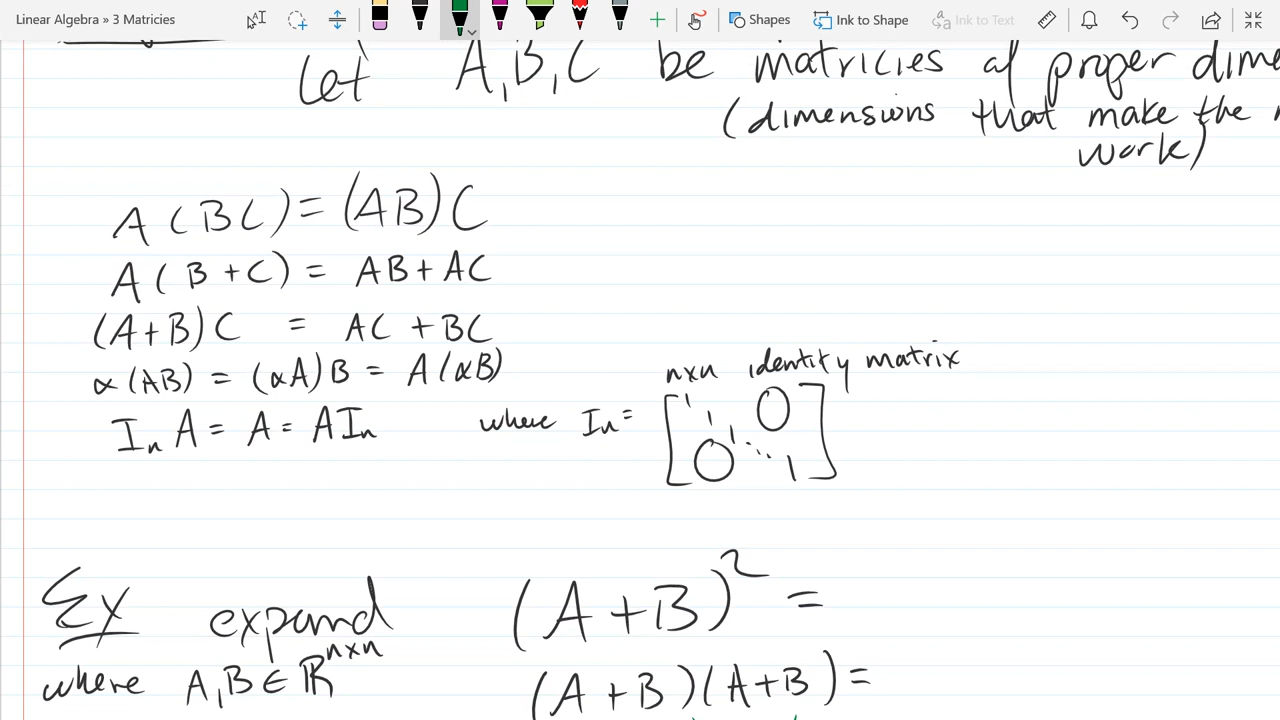 Linear Algebra » 3 Matricies
Shapes Ink to Shape Ink to Text
Let A,B,C be matricies of proper dime
(dimensions that make the
work)
A(BC) = (AB)C
A(B+C) = AB+AC
(A+B)C = AC+BC
α(AB) = (αA)B = A(αB)
nxn identity matrix
InA = A = AIn where In = [1 1 1 ⋱ 1 0 0]
Ex expand (A+B)² =
where A,B ∈ ℝⁿˣⁿ (A+B)(A+B) =